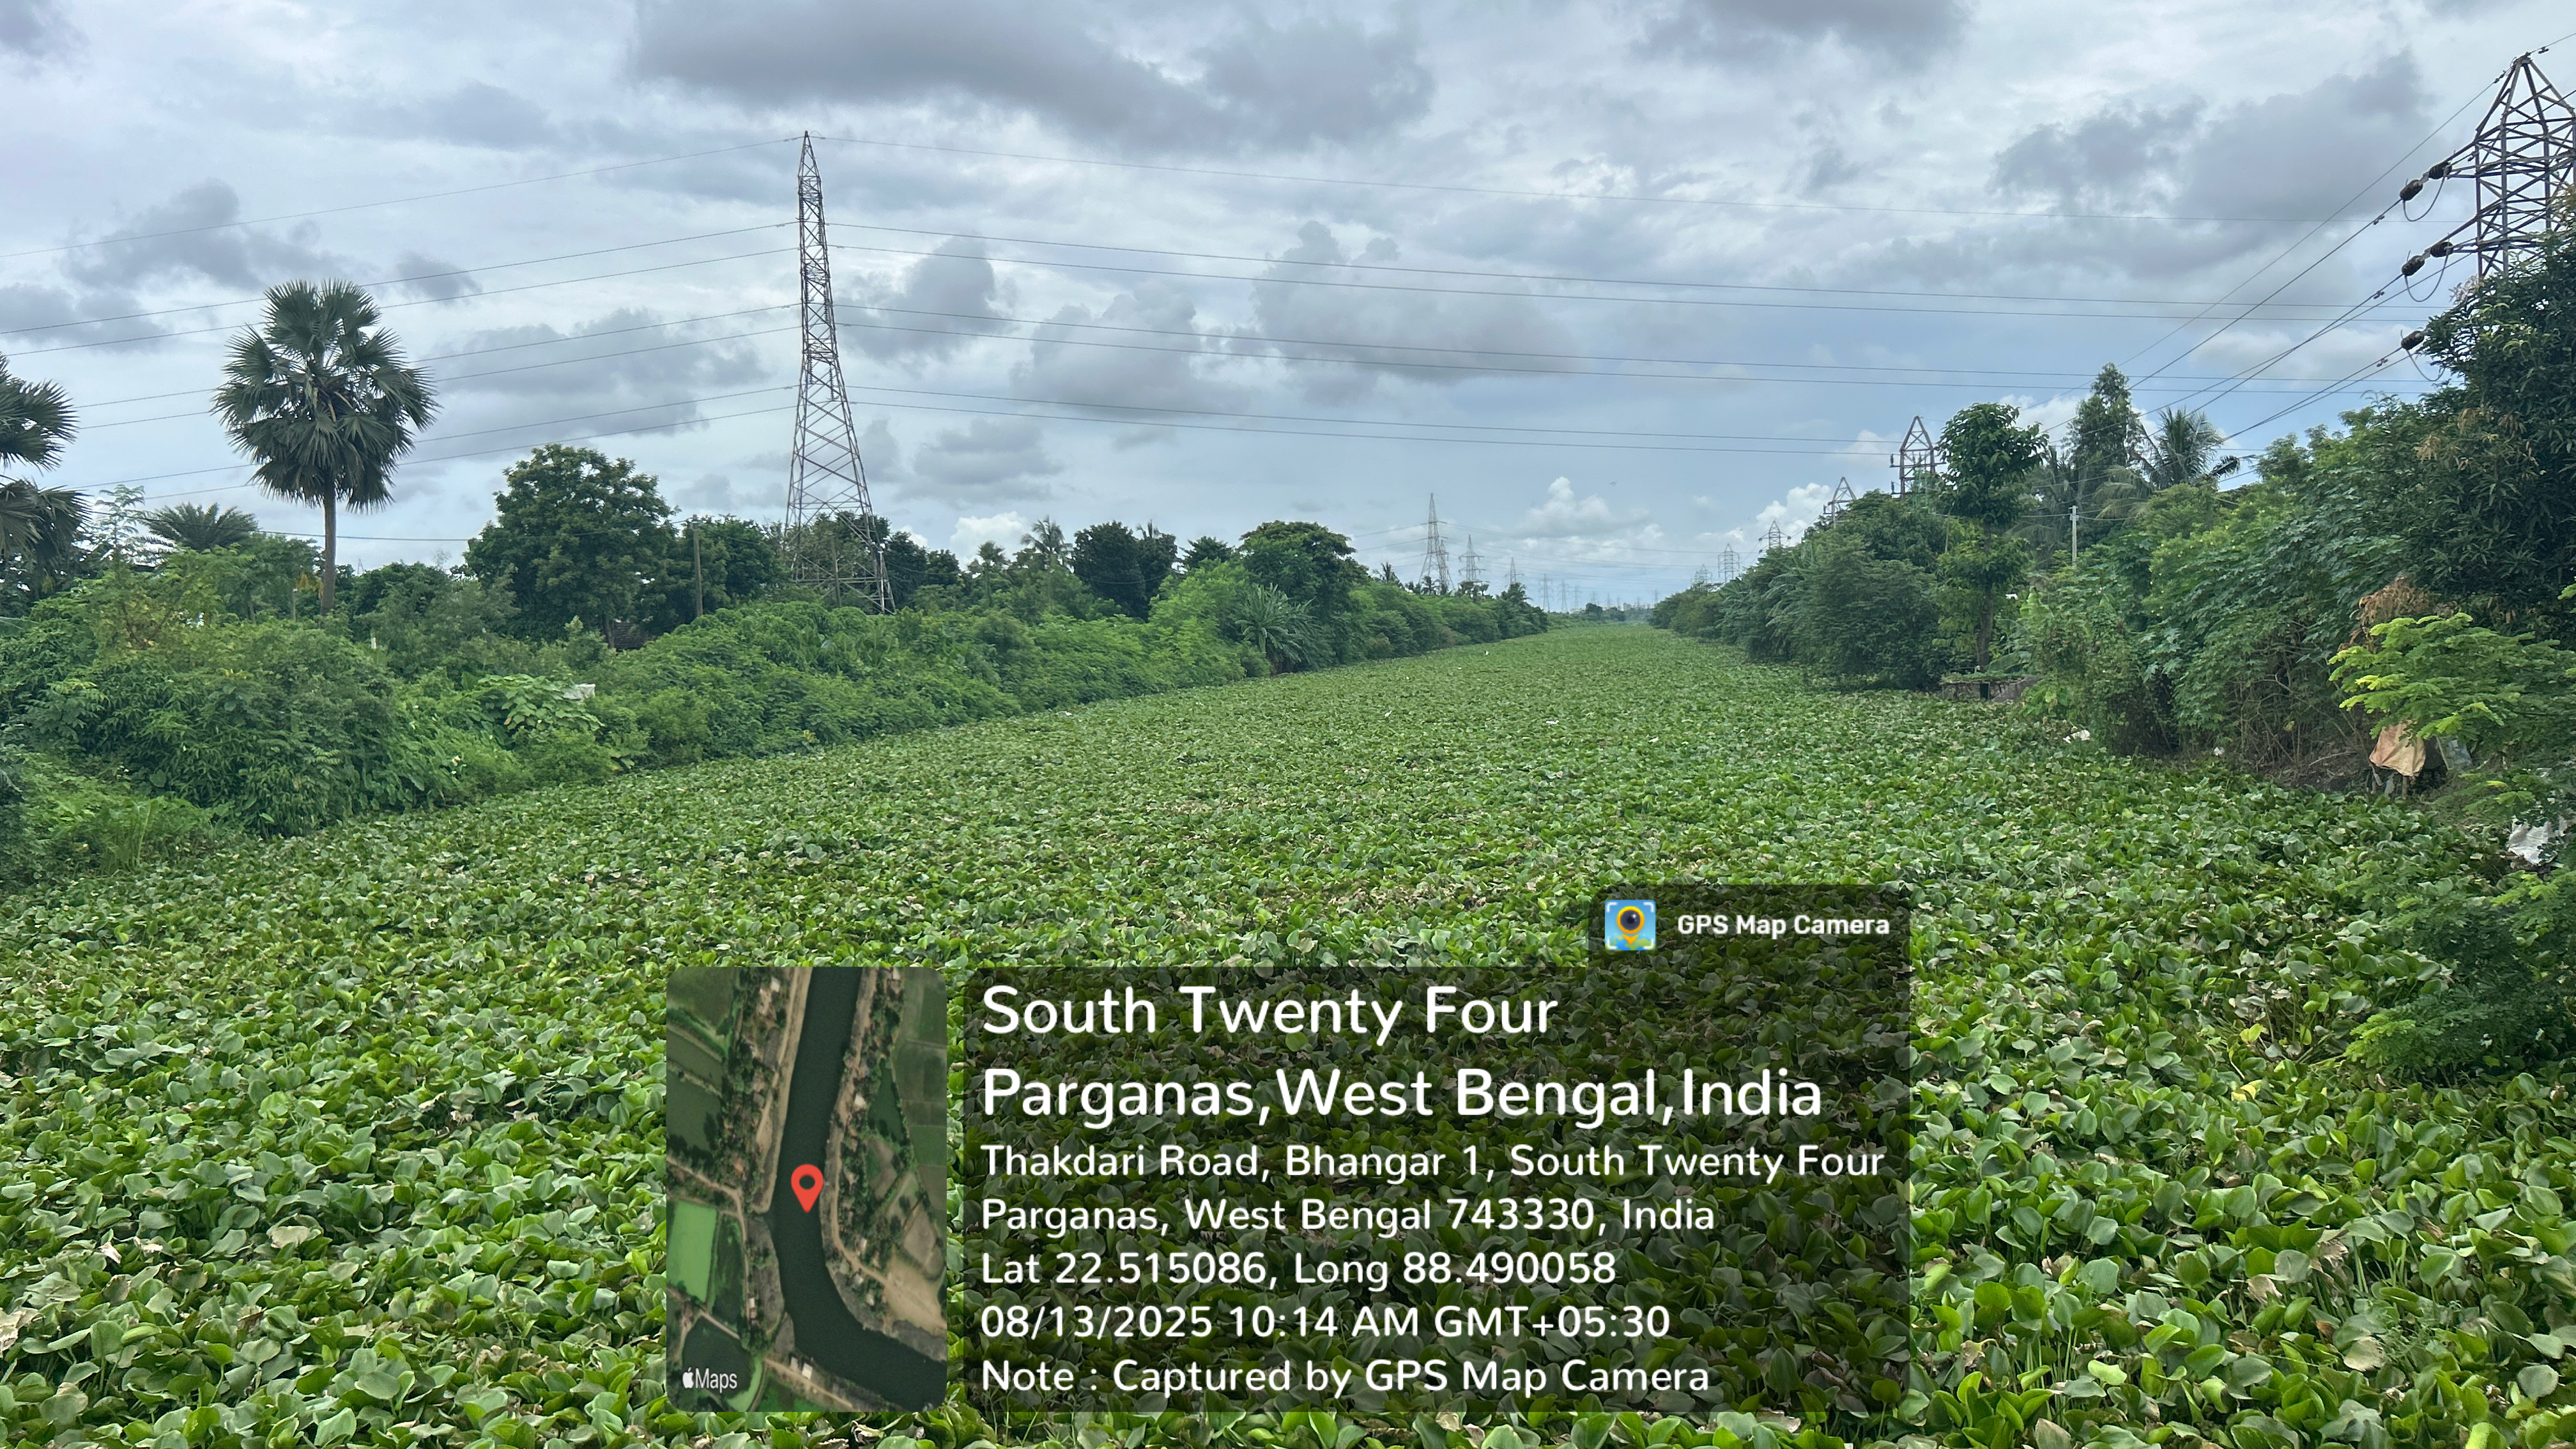 GPS Map Camera
South Twenty Four
Parganas,West Bengal,India
Thakdari Road, Bhangar 1, South Twenty Four
Parganas, West Bengal 743330, India
Lat 22.515086, Long 88.490058
08/13/2025 10:14 AM GMT+05:30
Note : Captured by GPS Map Camera
Maps